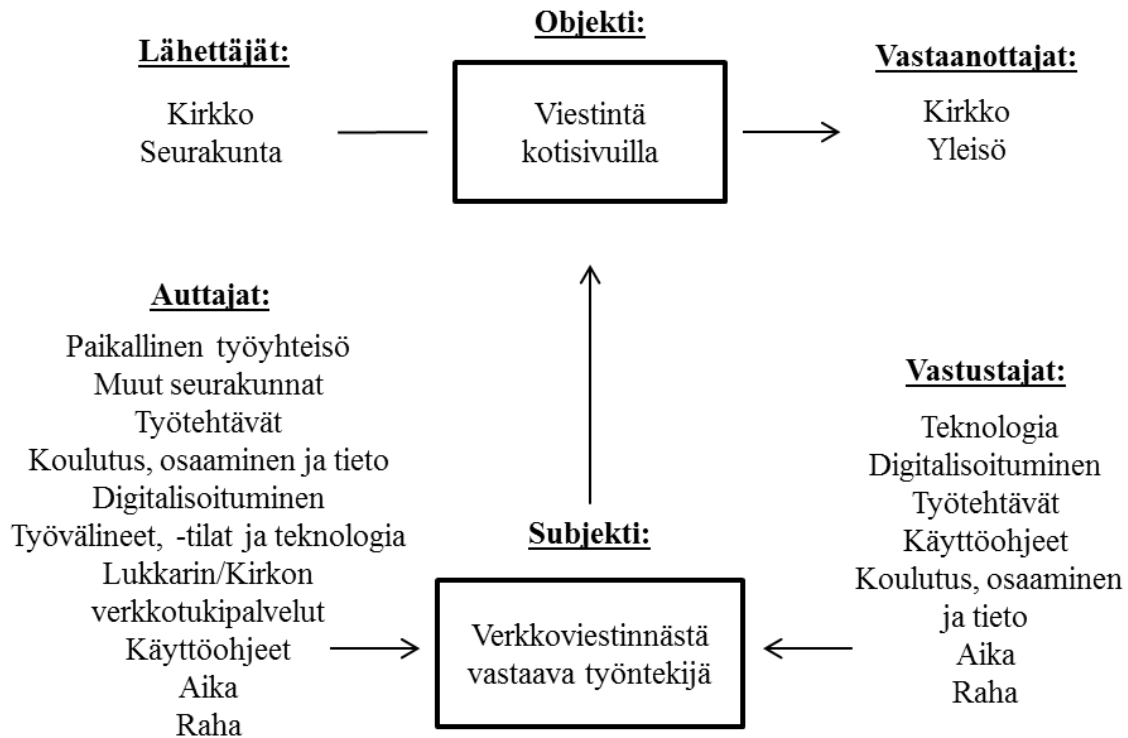 Lähettäjät:
Kirkko
Seurakunta
Objekti:
Viestintä
kotisivuilla
Vastaanottajat:
Kirkko
Yleisö
Auttajat:
Paikallinen työyhteisö
Muut seurakunnat
Työtehtävät
Koulutus, osaaminen ja tieto
Digitalisoituminen
Työvälineet, -tilat ja teknologia
Lukkarin/Kirkon
verkkotukipalvelut
Käyttöohjeet
Aika
Raha
Subjekti:
Verkkoviestinnästä
vastaava työntekijä
Vastustajat:
Teknologia
Digitalisoituminen
Työtehtävät
Käyttöohjeet
Koulutus, osaaminen
ja tieto
Aika
Raha